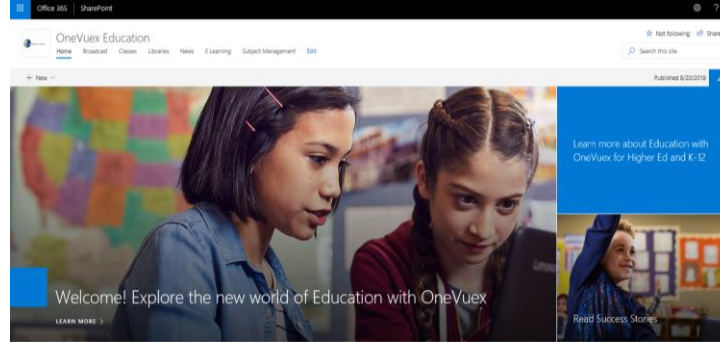 Office 365 SharePoint
?
OneVuex Education
Not following Share
Home Broadcast Classes Libraries News E Learning Subject Management Edit
Search this site
+ New
Published 8/20/2018
Learn more about Education with
OneVuex for Higher Ed and K-12
Lenovo
Welcome! Explore the new world of Education with OneVuex
LEARN MORE >
Read Success Stories